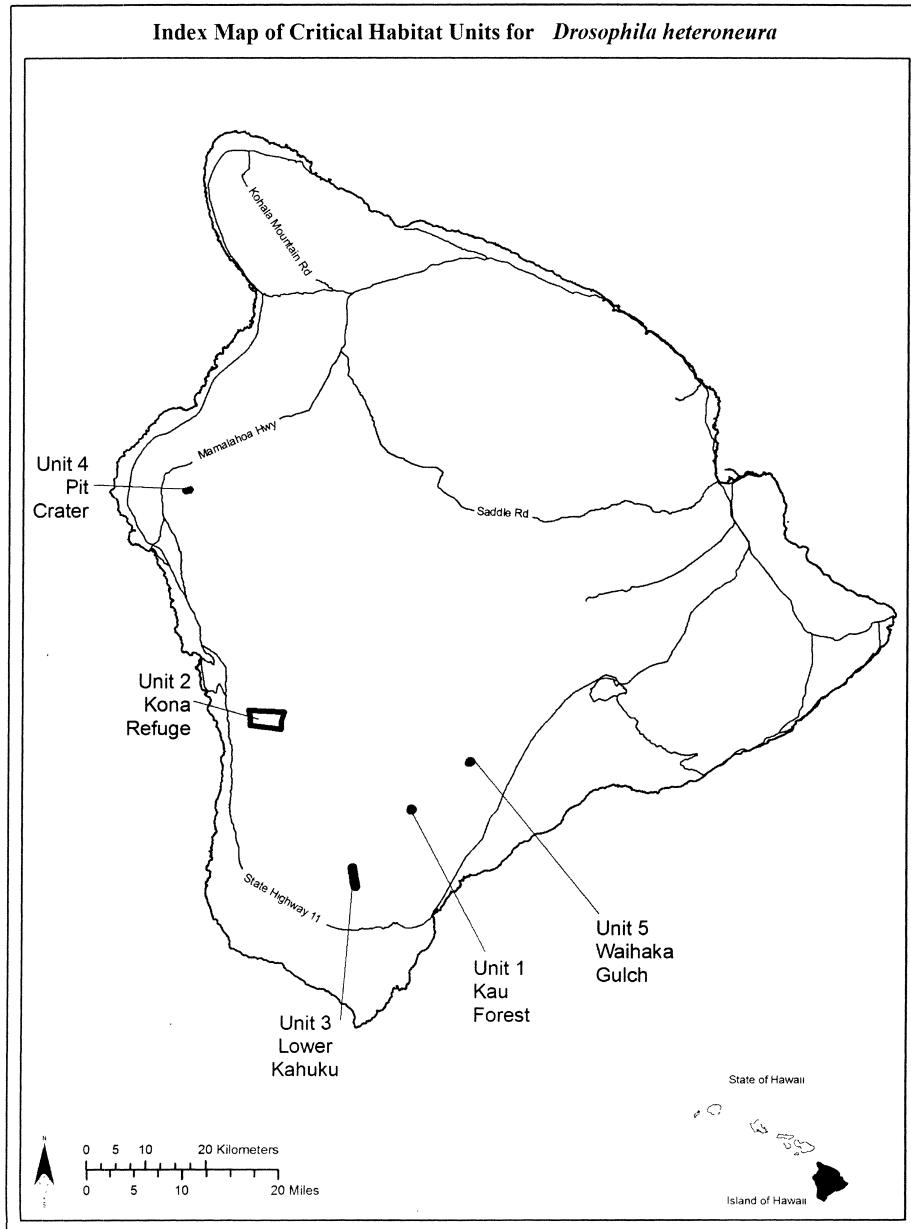 Index Map of Critical Habitat Units for Drosophila heteroneura
Kohala Mountain Rd
Mamalahoa Hwy
Unit 4
Pit
Crater
Saddle Rd
Unit 2
Kona
Refuge
State Highway 11
Unit 5
Waihaka
Gulch
Unit 1
Kau
Forest
Unit 3
Lower
Kahuku
State of Hawaii
Island of Hawaii
N
0 5 10 20 Kilometers
0 5 10 20 Miles